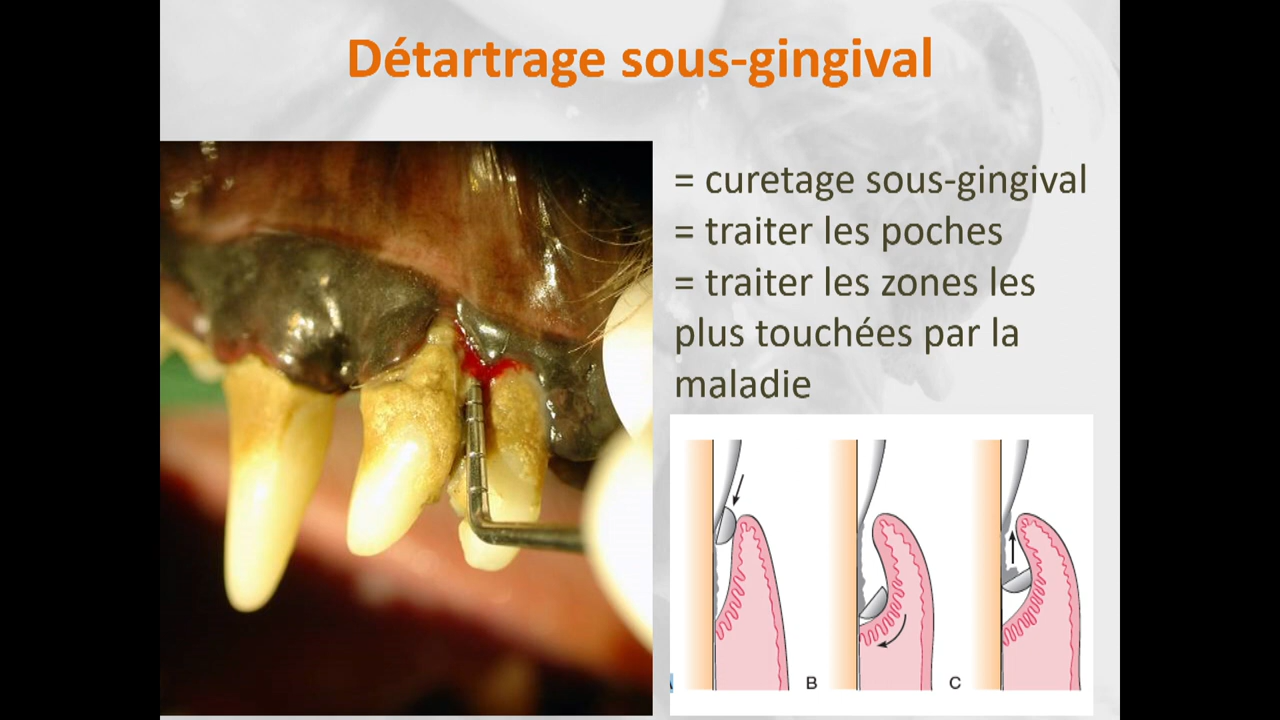 Détartrage sous-gingival
= curetage sous-gingival
= traiter les poches
= traiter les zones les
plus touchées par la
maladie
B
C